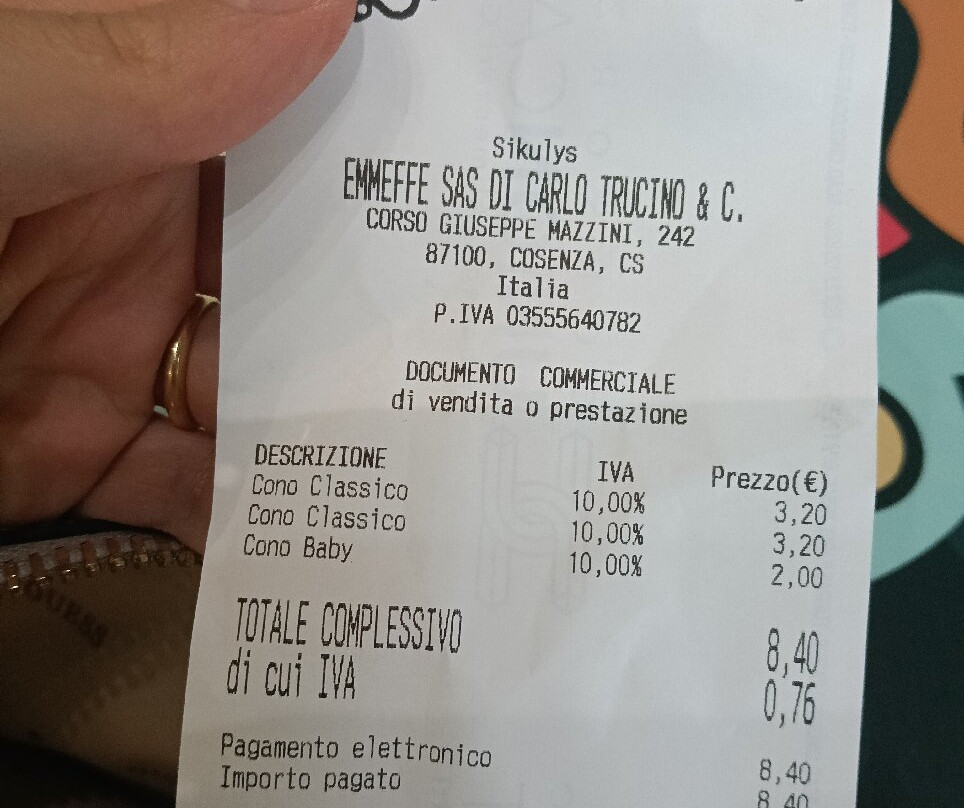 Sikulys
EMMEFFE SAS DI CARLO TRUCINO & C.
CORSO GIUSEPPE MAZZINI, 242
87100, COSENZA, CS
Italia
P.IVA 03555640782
DOCUMENTO COMMERCIALE
di vendita o prestazione
DESCRIZIONE IVA Prezzo(€)
Cono Classico 10,00% 3,20
Cono Classico 10,00% 3,20
Cono Baby 10,00% 2,00
TOTALE COMPLESSIVO 8,40
di cui IVA 0,76
Pagamento elettronico 8,40
Importo pagato 8,40
GUESS